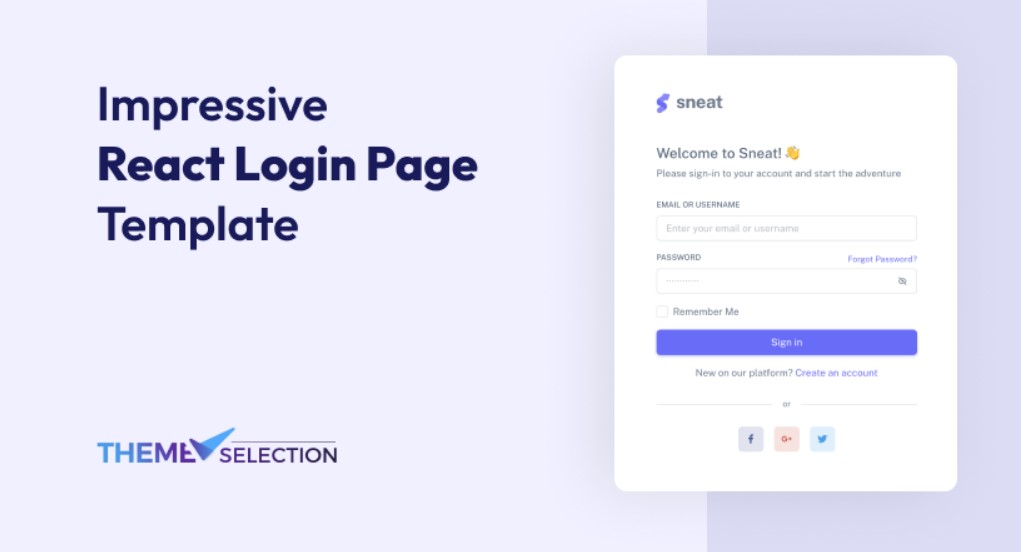 Impressive
React Login Page
Template
THEME SELECTION
sneat
Welcome to Sneat! 👋
Please sign-in to your account and start the adventure
EMAIL OR USERNAME
Enter your email or username
PASSWORD
Forgot Password?
Remember Me
Sign in
New on our platform? Create an account
or
f
G+